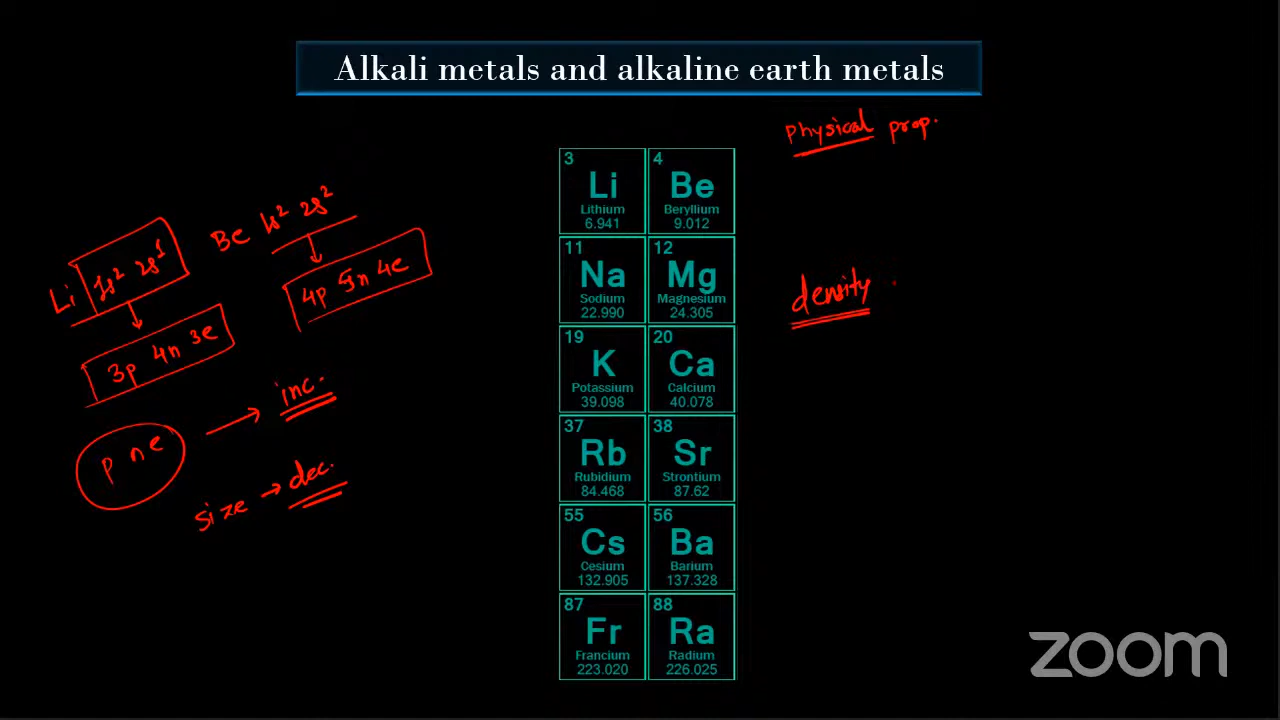 Alkali metals and alkaline earth metals
physical prop.
Li 1s² 2s¹
Be 1s² 2s²
3p 4n 3e
4p 5n 4e
p n e → inc.
size → dec.
density
3 4
Li Be
Lithium Beryllium
6.941 9.012
11 12
Na Mg
Sodium Magnesium
22.990 24.305
19 20
K Ca
Potassium Calcium
39.098 40.078
37 38
Rb Sr
Rubidium Strontium
84.468 87.62
55 56
Cs Ba
Cesium Barium
132.905 137.328
87 88
Fr Ra
Francium Radium
223.020 226.025
zoom